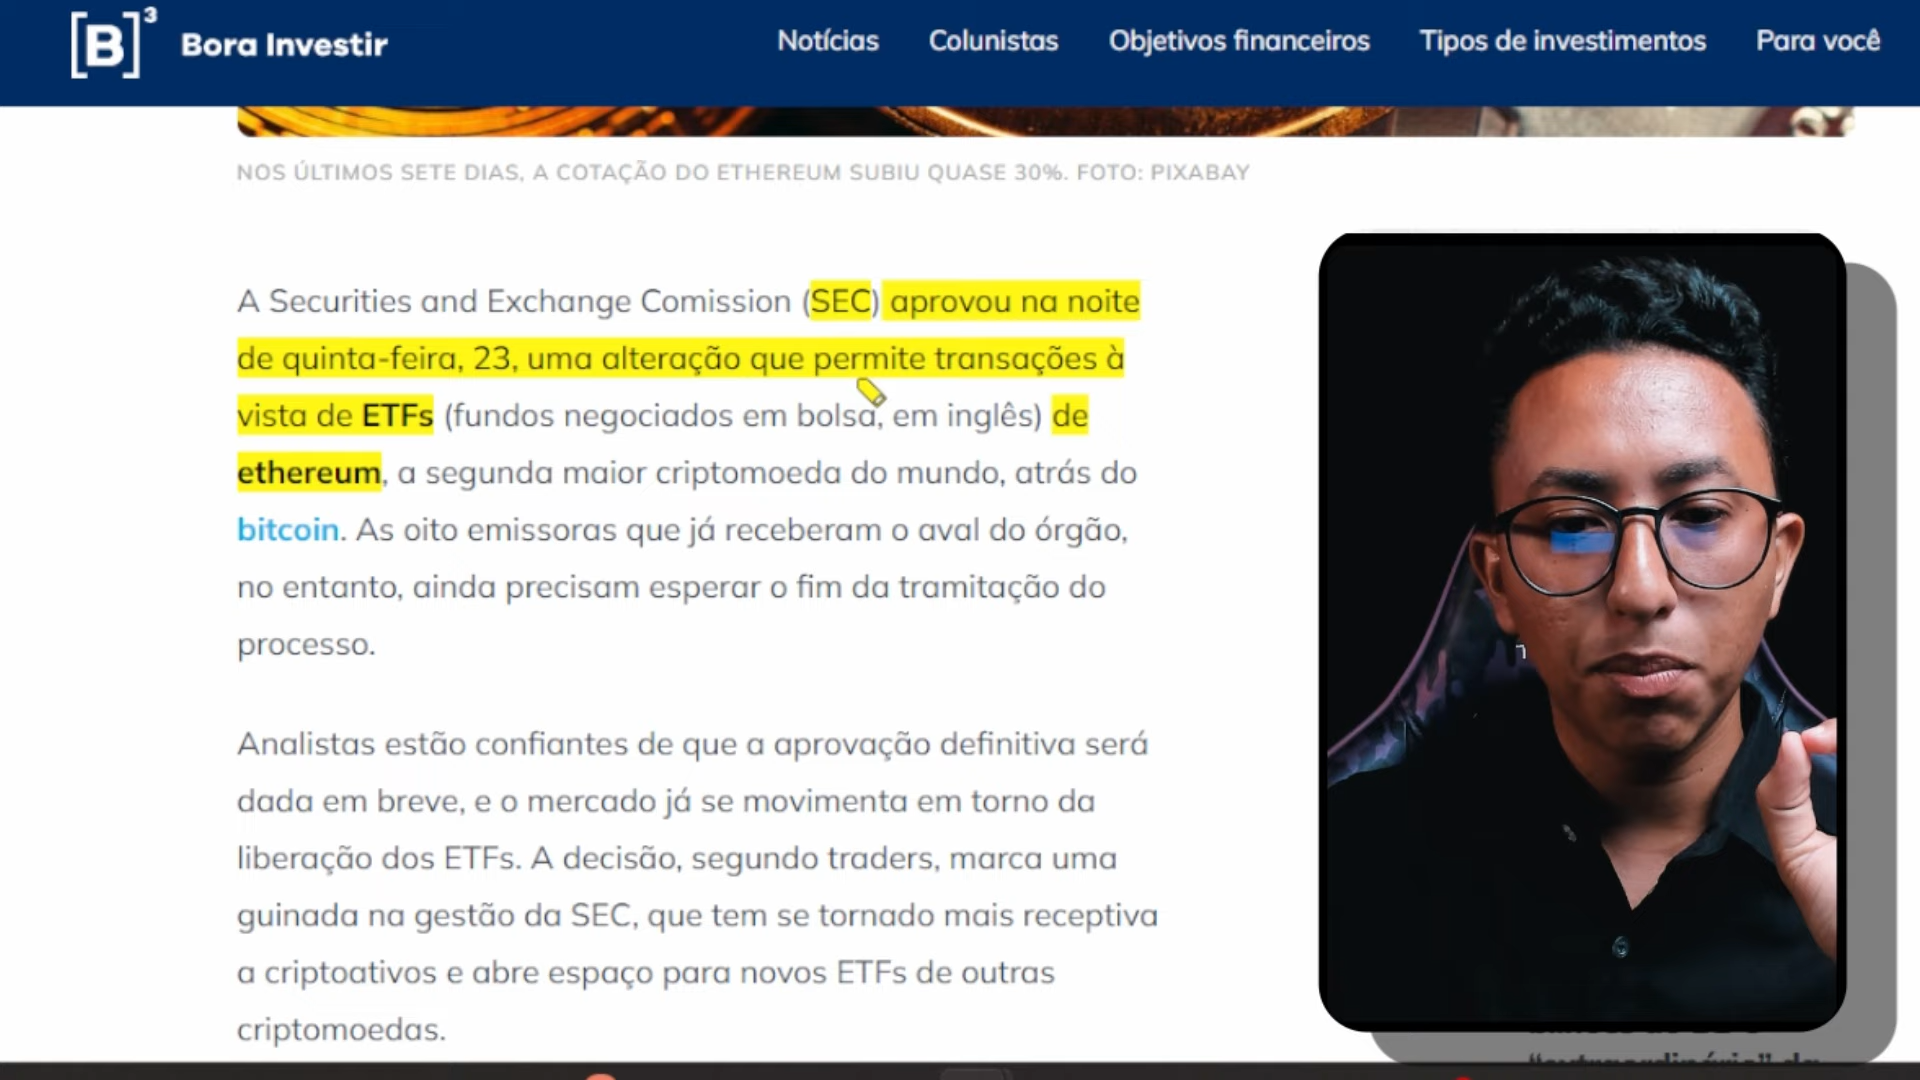 [B]³ Bora Investir
Notícias Colunistas Objetivos financeiros Tipos de investimentos Para você
NOS ÚLTIMOS SETE DIAS, A COTAÇÃO DO ETHEREUM SUBIU QUASE 30%. FOTO: PIXABAY
A Securities and Exchange Comission (SEC) aprovou na noite
de quinta-feira, 23, uma alteração que permite transações à
vista de ETFs (fundos negociados em bolsa, em inglês) de
ethereum, a segunda maior criptomoeda do mundo, atrás do
bitcoin. As oito emissoras que já receberam o aval do órgão,
no entanto, ainda precisam esperar o fim da tramitação do
processo.
Analistas estão confiantes de que a aprovação definitiva será
dada em breve, e o mercado já se movimenta em torno da
liberação dos ETFs. A decisão, segundo traders, marca uma
guinada na gestão da SEC, que tem se tornado mais receptiva
a criptoativos e abre espaço para novos ETFs de outras
criptomoedas.